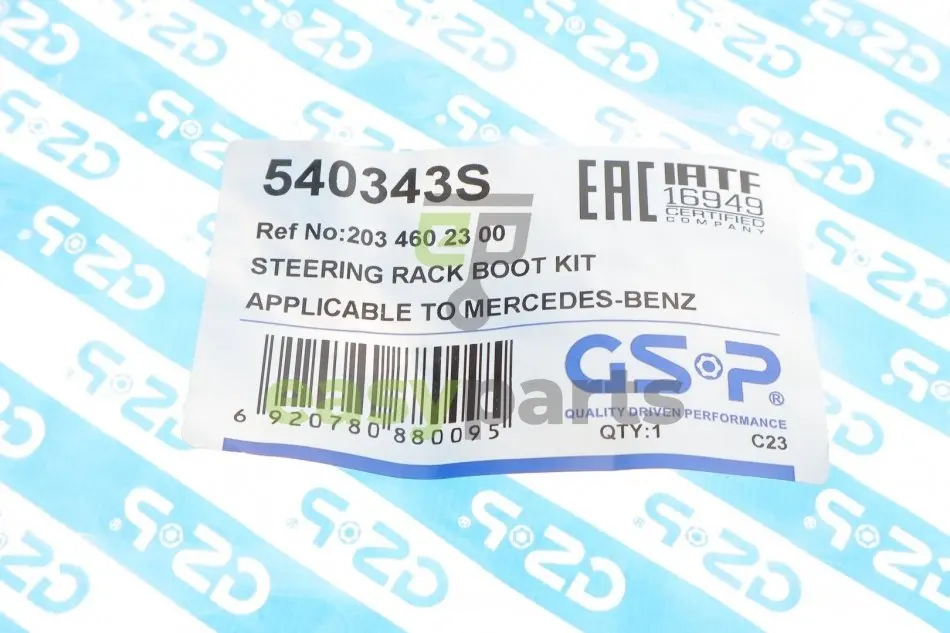 540343S
EAC
IATF
16949
CERTIFIED
COMPANY
Ref No:203 460 23 00
STEERING RACK BOOT KIT
APPLICABLE TO MERCEDES-BENZ
GSP®
QUALITY DRIVEN PERFORMANCE
6 920780 880095
QTY:1
C23
easyparts